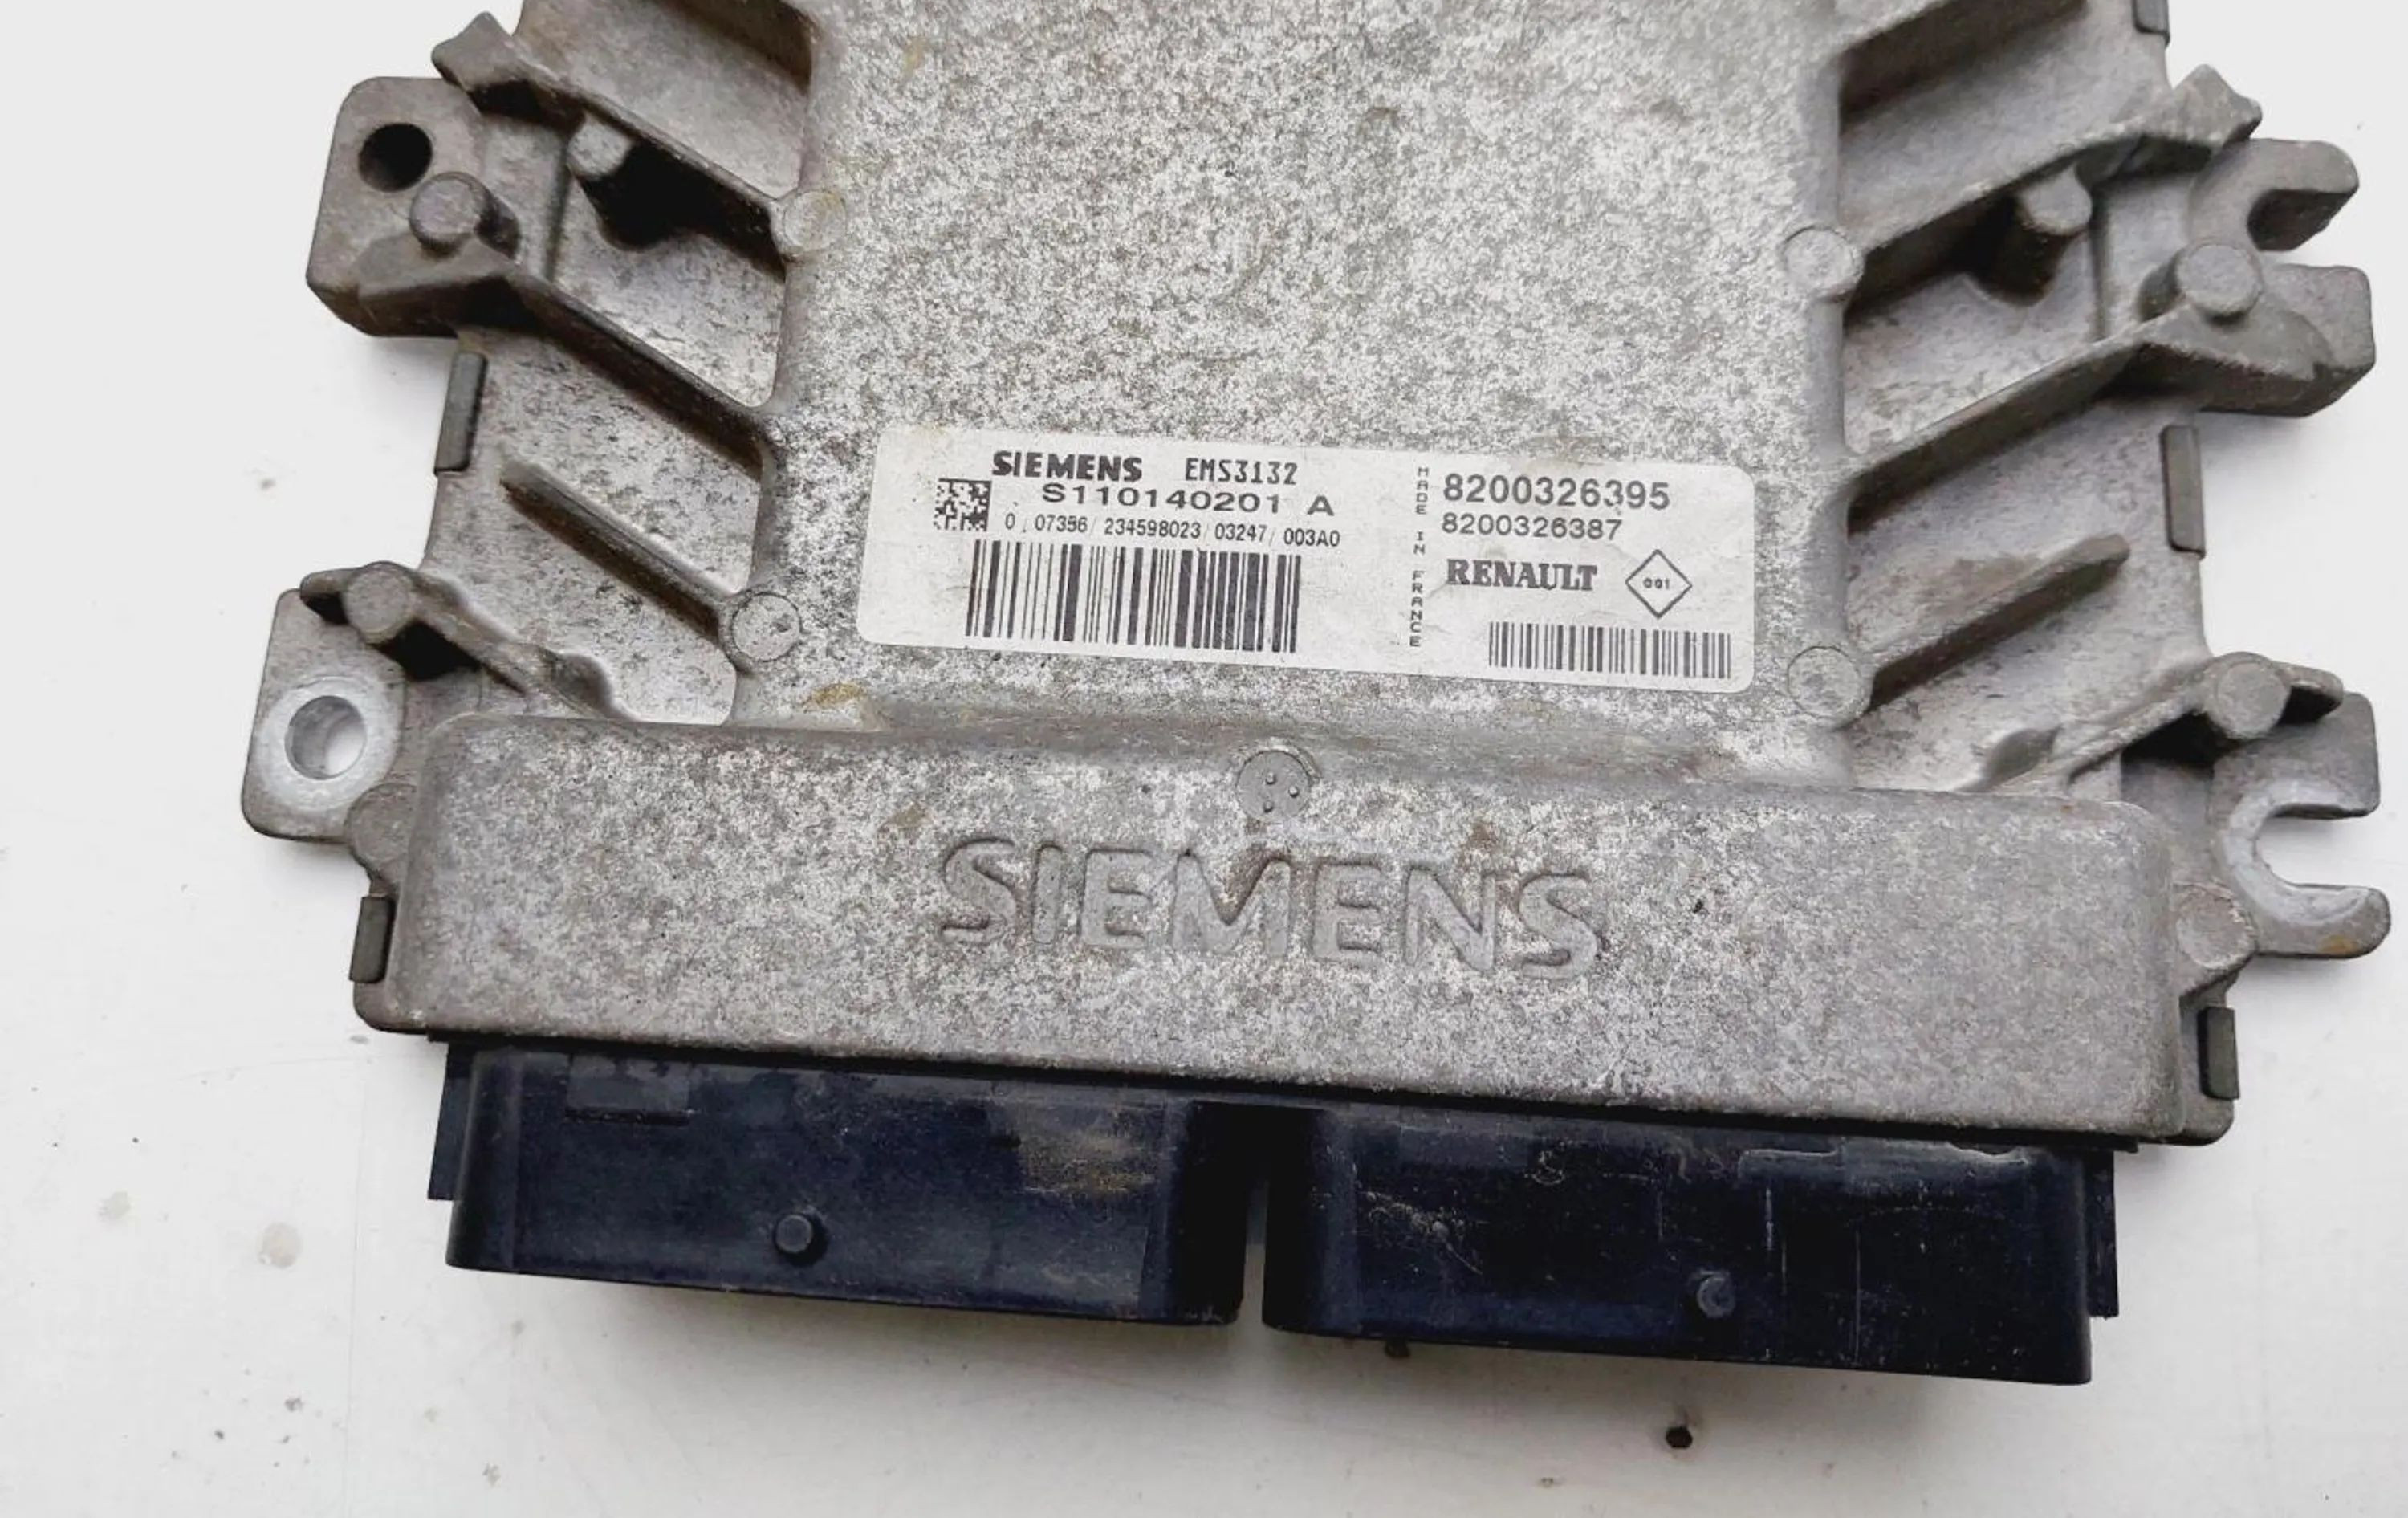 SIEMENS EMS3132
S110140201 A
0.07356/234598023/03247/003A0
MADE IN FRANCE
8200326395
8200326387
RENAULT 001
SIEMENS